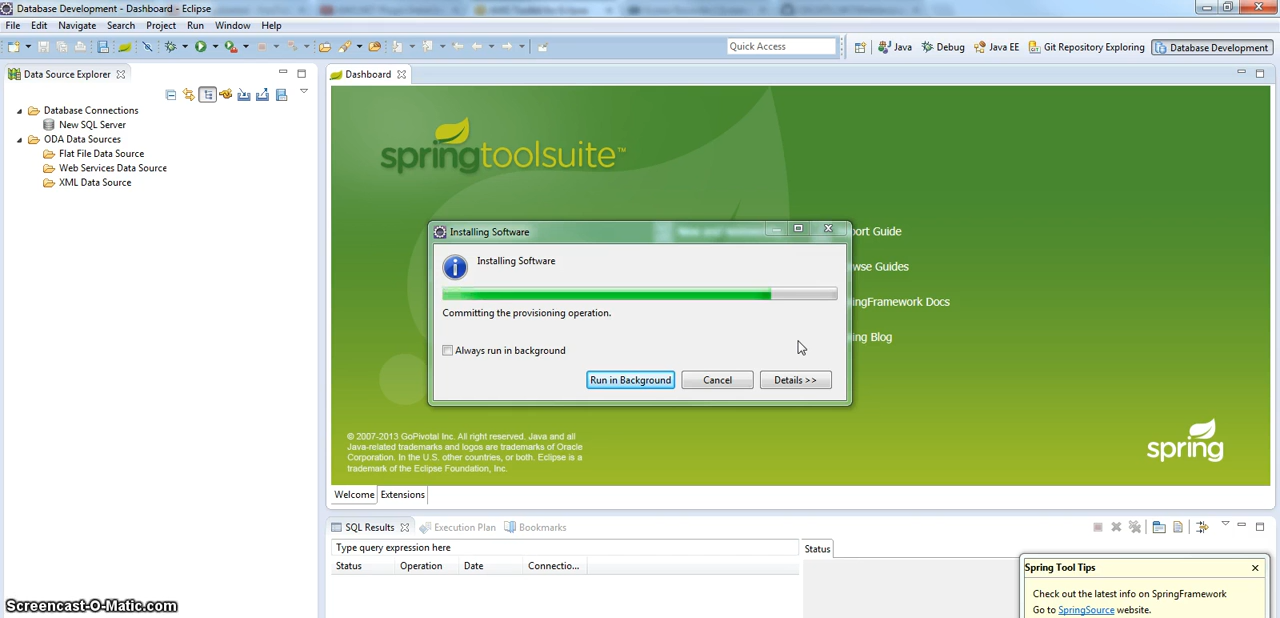 Database Development - Dashboard - Eclipse
File Edit Navigate Search Project Run Window Help
Quick Access
Java Debug Java EE Git Repository Exploring Database Development
Data Source Explorer
Database Connections
New SQL Server
ODA Data Sources
Flat File Data Source
Web Services Data Source
XML Data Source
Dashboard
springtoolsuite™
port Guide
wse Guides
ingFramework Docs
ing Blog
Installing Software
Installing Software
Committing the provisioning operation.
Always run in background
Run in Background Cancel Details >>
© 2007-2013 GoPivotal Inc. All right reserved. Java and all
Java-related trademarks and logos are trademarks of Oracle
Corporation. In the U.S. other countries, or both. Eclipse is a
trademark of the Eclipse Foundation, Inc.
spring
Welcome Extensions
SQL Results Execution Plan Bookmarks
Type query expression here
Status Operation Date Connectio...
Status
Spring Tool Tips
Check out the latest info on SpringFramework
Go to SpringSource website.
Screencast-O-Matic.com